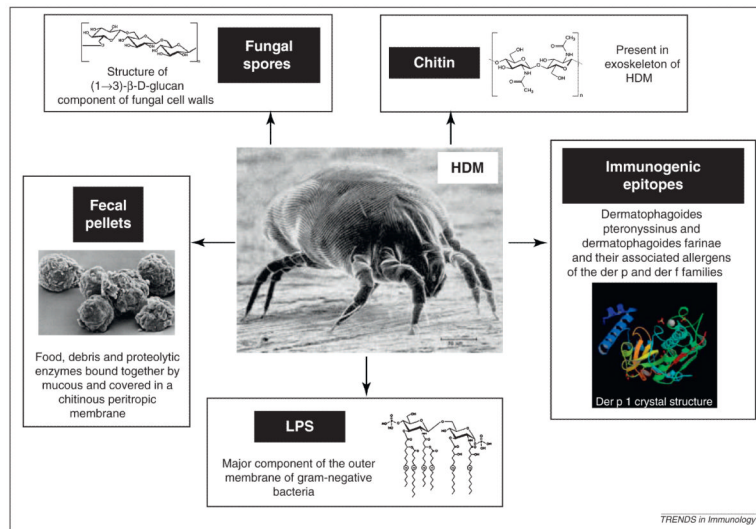 Fungal
spores
Structure of
(1→3)-β-D-glucan
component of fungal cell walls
Chitin
Present in
exoskeleton of
HDM
HDM
Fecal
pellets
Food, debris and proteolytic
enzymes bound together by
mucous and covered in a
chitinous peritropic
membrane
Immunogenic
epitopes
Dermatophagoides
pteronyssinus and
dermatophagoides farinae
and their associated allergens
of the der p and der f families
Der p 1 crystal structure
LPS
Major component of the outer
membrane of gram-negative
bacteria
TRENDS in Immunology